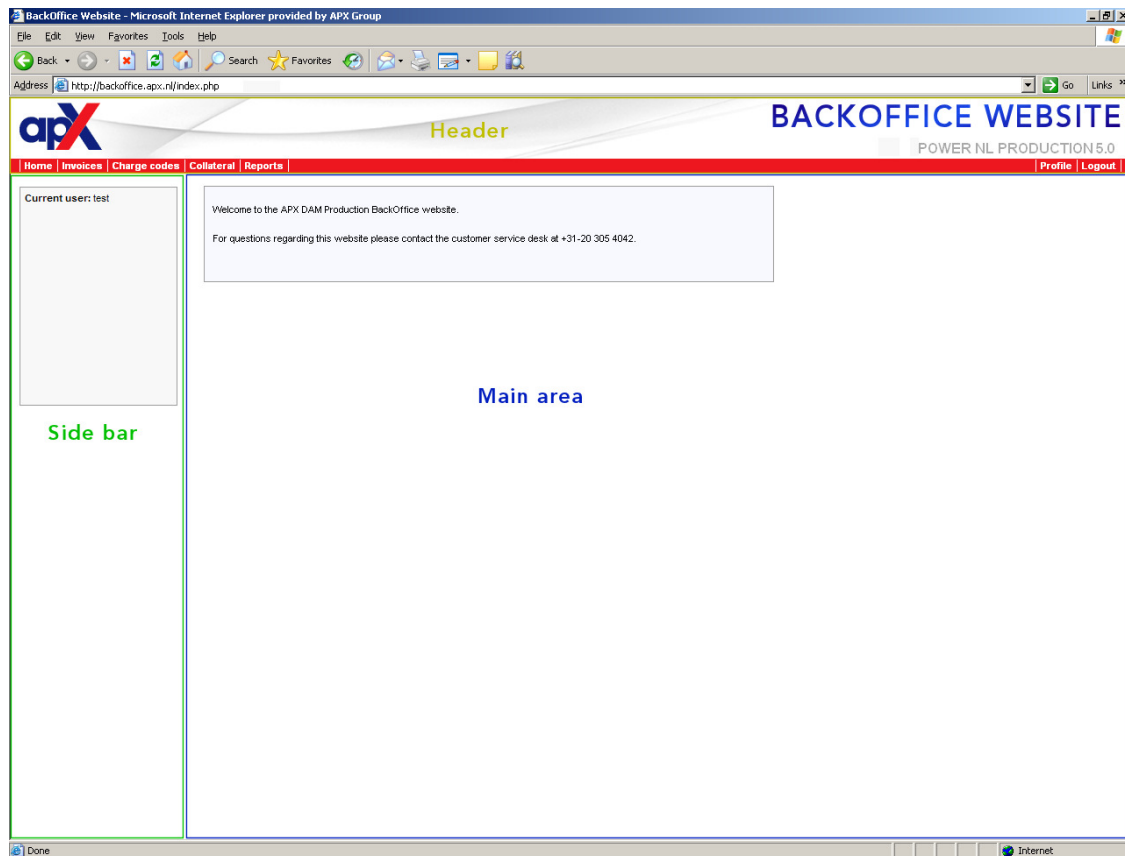 BackOffice Website - Microsoft Internet Explorer provided by APX Group
File Edit View Favorites Tools Help
Back Search Favorites
Address http://backoffice.apx.nl/index.php Go Links »
apX Header BACKOFFICE WEBSITE
POWER NL PRODUCTION 5.0
Home | Invoices | Charge codes | Collateral | Reports | | Profile | Logout |
Current user: test
Welcome to the APX DAM Production BackOffice website.
For questions regarding this website please contact the customer service desk at +31-20 305 4042.
Main area
Side bar
Done Internet